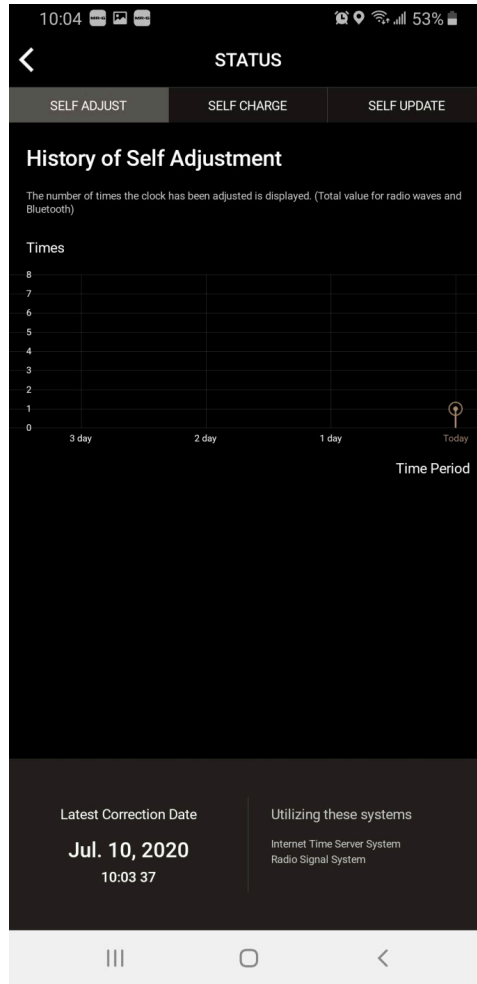 10:04 MR-G MR-G 53%
STATUS
SELF ADJUST SELF CHARGE SELF UPDATE
History of Self Adjustment
The number of times the clock has been adjusted is displayed. (Total value for radio waves and
Bluetooth)
Times
8
7
6
5
4
3
2
1
0
3 day 2 day 1 day Today
Time Period
Latest Correction Date
Jul. 10, 2020
10:03 37
Utilizing these systems
Internet Time Server System
Radio Signal System